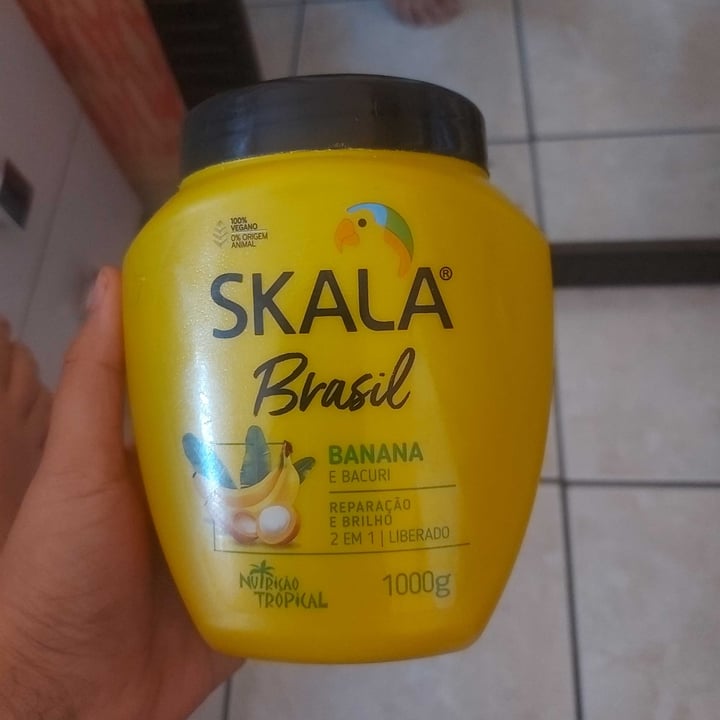 100%
VEGANO
0% ORIGEM
ANIMAL
SKALA®
Brasil
BANANA
E BACURI
REPARAÇÃO
E BRILHO
2 EM 1 | LIBERADO
NUTRIÇÃO
TROPICAL
1000g